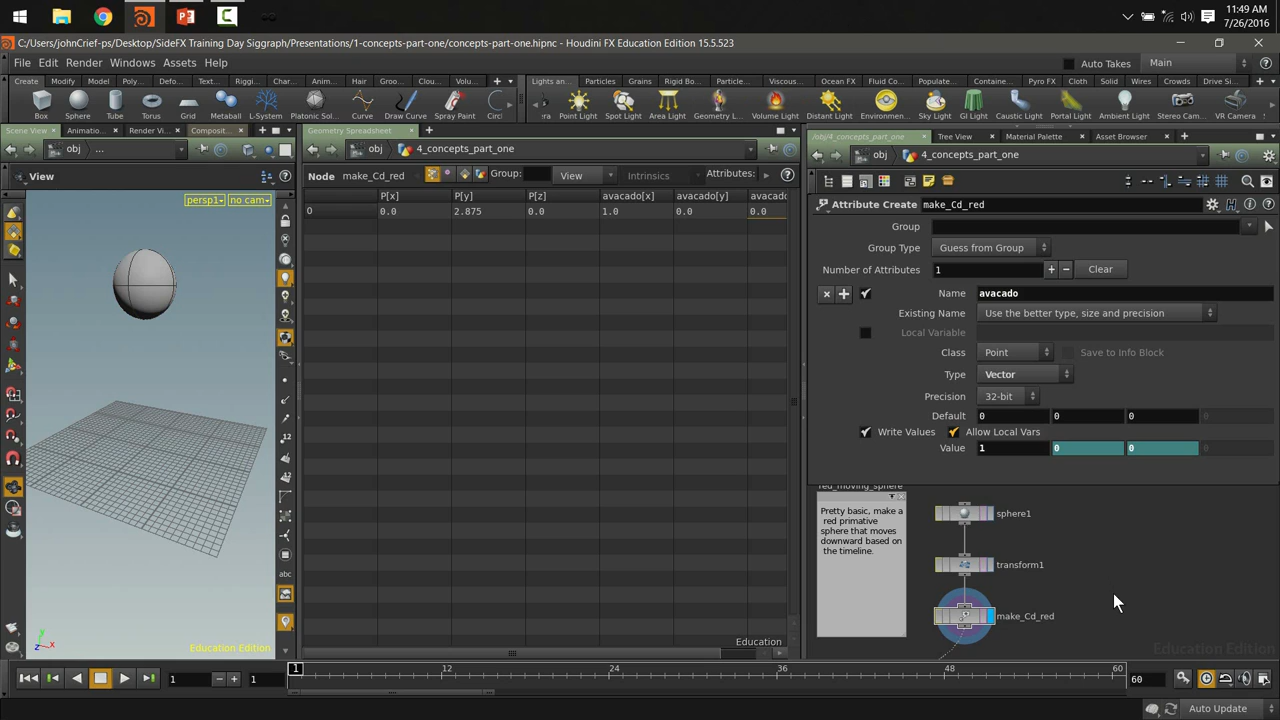 11:49 AM
7/26/2016
C:/Users/johnCrief-ps/Desktop/SideFX Training Day Siggraph/Presentations/1-concepts-part-one/concepts-part-one.hipnc - Houdini FX Education Edition 15.5.523
File Edit Render Windows Assets Help
Auto Takes Main
Create Modify Model Poly.. Defo... Text... Riggi... Char... Anim... Hair Groo... Clou... Volu...
Lights an... Particles Grains Rigid Bo... Particle... Viscous... Ocean FX Fluid Co... Populate... Containe... Pyro FX Cloth Solid Wires Crowds Drive Si...
Box Sphere Tube Torus Grid Metaball L-System Platonic Sol... Curve Draw Curve Spray Paint Circl
era Point Light Spot Light Area Light Geometry L... Volume Light Distant Light Environmen... Sky Light GI Light Caustic Light Portal Light Ambient Light Stereo Cam... VR Camera
Scene View Animatio... Render Vi... Composit...
Geometry Spreadsheet
/obj/4_concepts_part_one Tree View Material Palette Asset Browser
obj ...
obj 4_concepts_part_one
obj 4_concepts_part_one
View
persp1 no cam
Node make_Cd_red Group: View Intrinsics Attributes:
P[x] P[y] P[z] avacado[x] avacado[y] avacado
0 0.0 2.875 0.0 1.0 0.0 0.0
Attribute Create make_Cd_red
Group
Group Type Guess from Group
Number of Attributes 1 Clear
Name avacado
Existing Name Use the better type, size and precision
Local Variable
Class Point Save to Info Block
Type Vector
Precision 32-bit
Default 0 0 0 0
Write Values Allow Local Vars
Value 1 0 0 0
red_moving_sphere
Pretty basic, make a
red primative
sphere that moves
downward based on
the timeline.
sphere1
transform1
make_Cd_red
12
abc
Education Edition
Education
Education Edition
y
z x
1 1
1 12 24 36 48 60
60
Auto Update